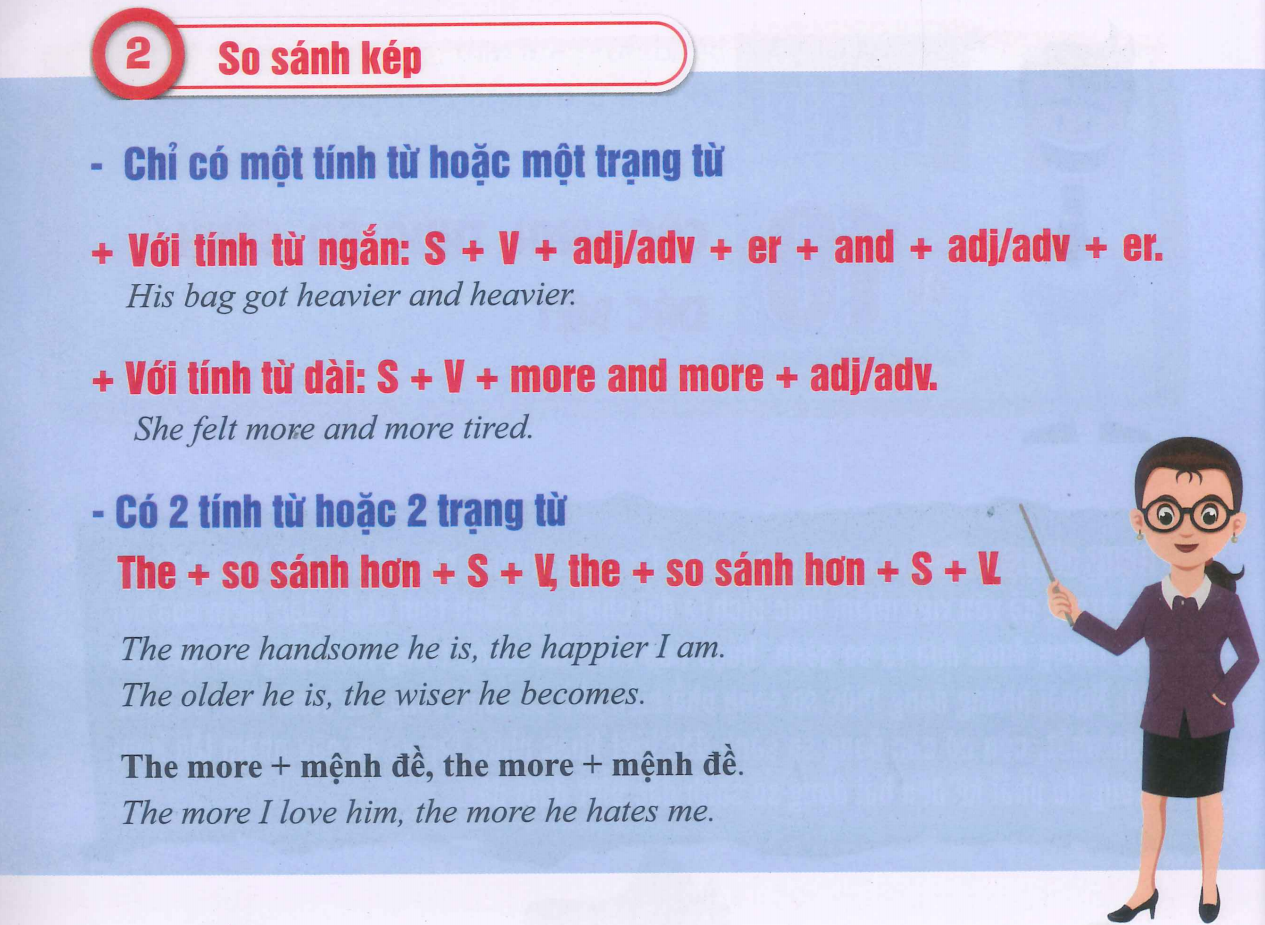 2
So sánh kép
- Chỉ có một tính từ hoặc một trạng từ
+ Với tính từ ngắn: S + V + adj/adv + er + and + adj/adv + er.
His bag got heavier and heavier.
+ Với tính từ dài: S + V + more and more + adj/adv.
She felt more and more tired.
- Có 2 tính từ hoặc 2 trạng từ
The + so sánh hơn + S + V, the + so sánh hơn + S + V.
The more handsome he is, the happier I am.
The older he is, the wiser he becomes.
The more + mệnh đề, the more + mệnh đề.
The more I love him, the more he hates me.